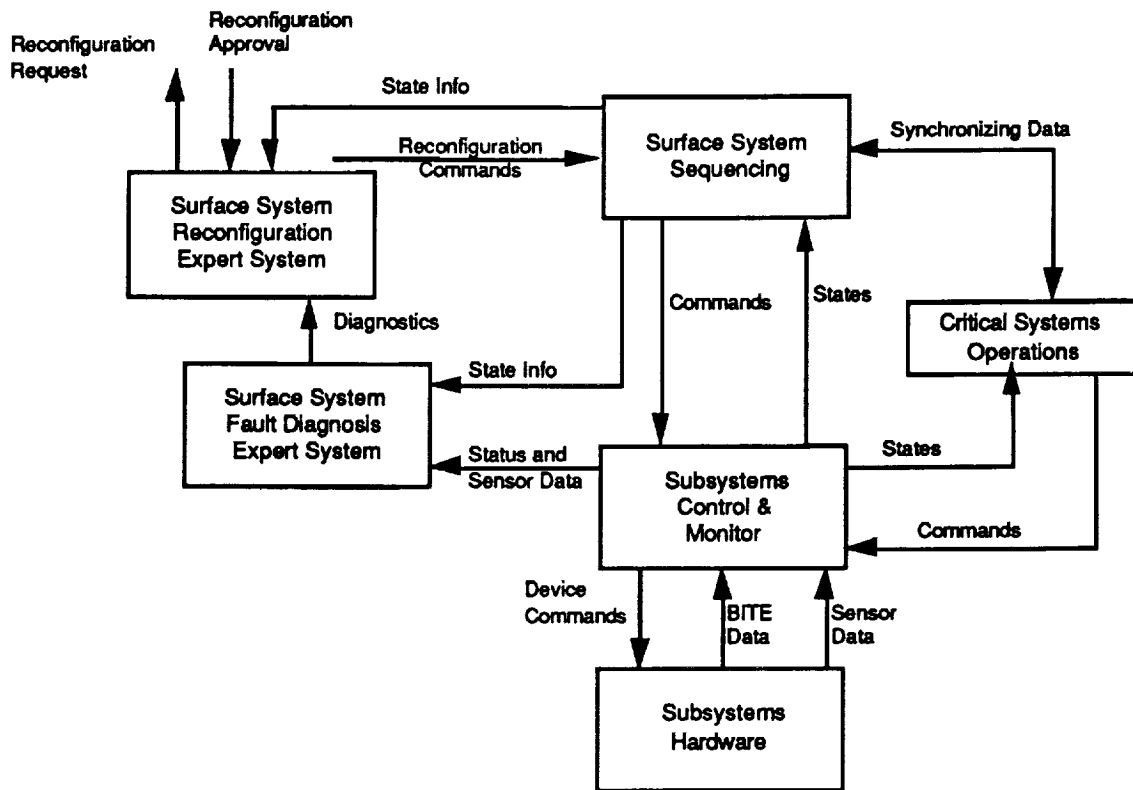 Reconfiguration
Request
Reconfiguration
Approval
State Info
Reconfiguration
Commands
Surface System
Sequencing
Synchronizing Data
Surface System
Reconfiguration
Expert System
Commands
States
Critical Systems
Operations
Diagnostics
State Info
Surface System
Fault Diagnosis
Expert System
Status and
Sensor Data
Subsystems
Control &
Monitor
States
Commands
Device
Commands
BITE
Data
Sensor
Data
Subsystems
Hardware